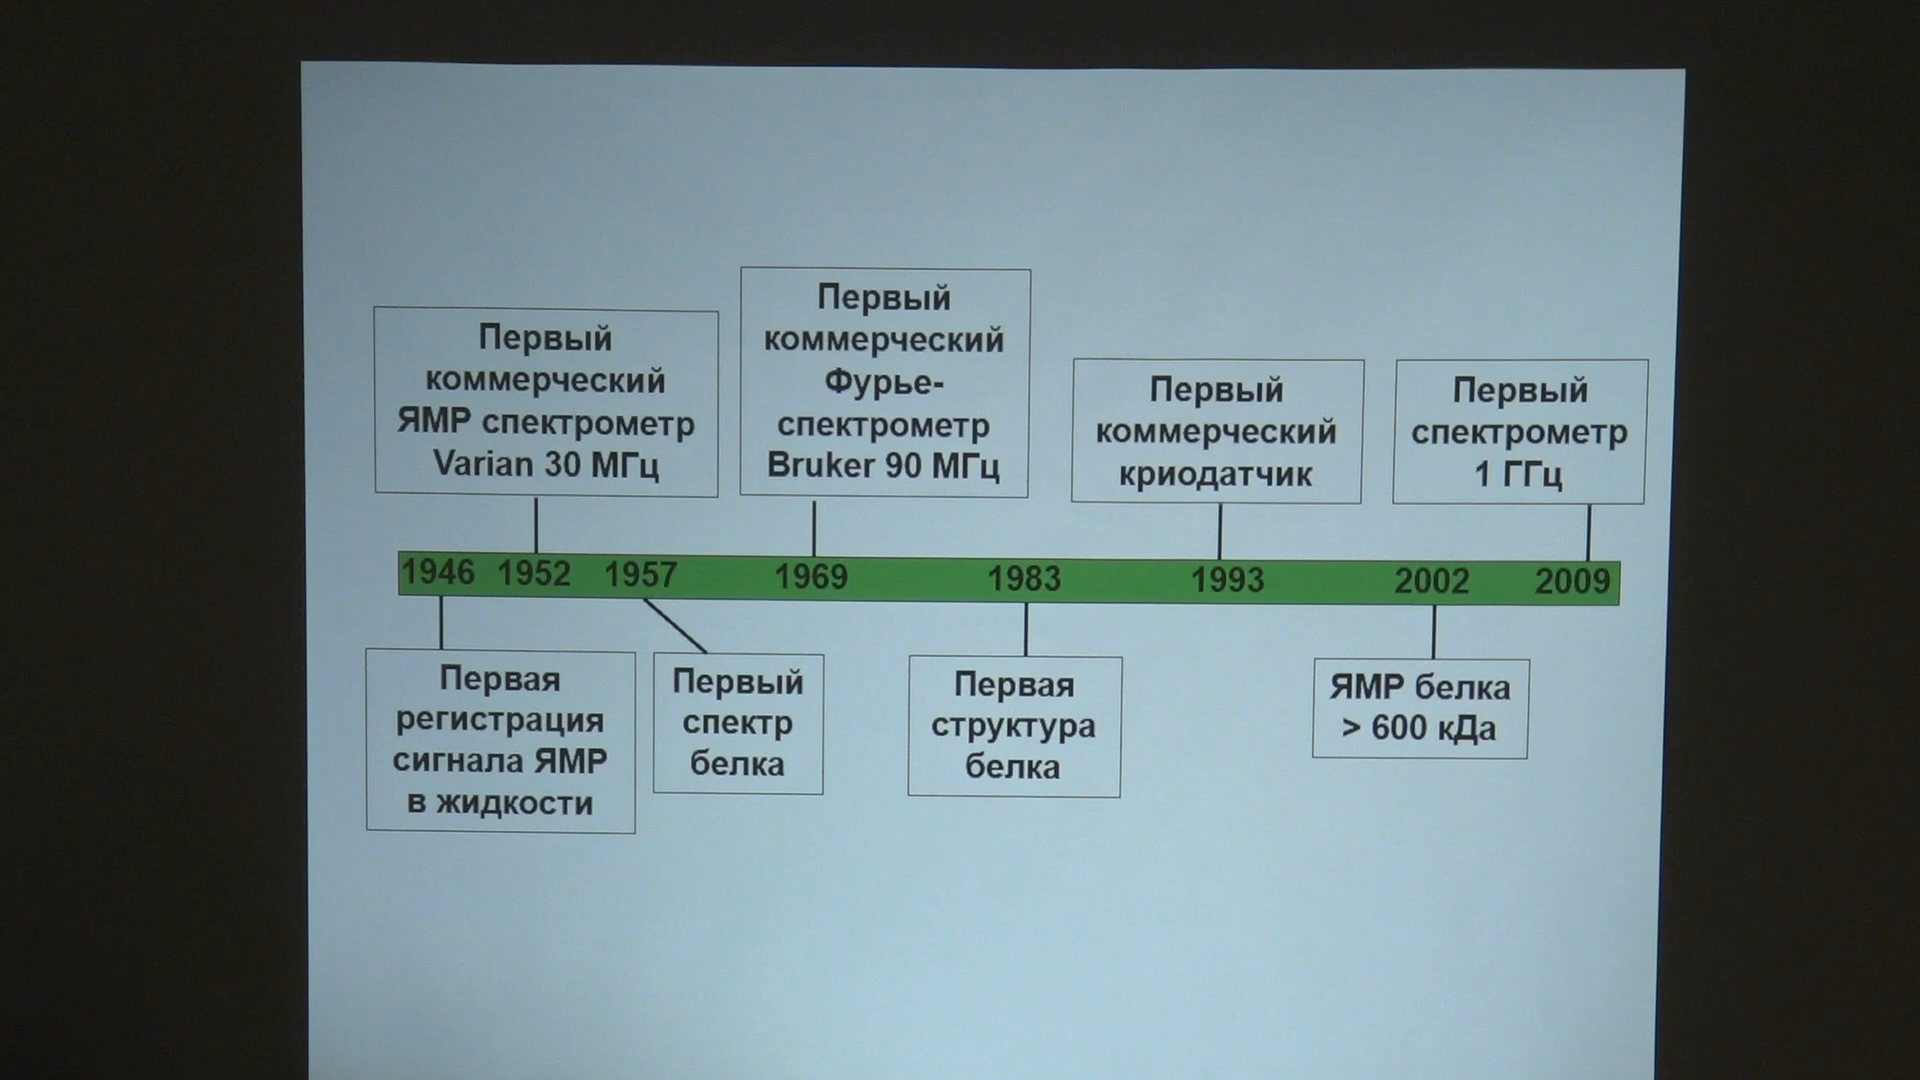 Первый
коммерческий
ЯМР спектрометр
Varian 30 МГц
Первый
коммерческий
Фурье-
спектрометр
Bruker 90 МГц
Первый
коммерческий
криодатчик
Первый
спектрометр
1 ГГц
1946 1952 1957 1969 1983 1993 2002 2009
Первая
регистрация
сигнала ЯМР
в жидкости
Первый
спектр
белка
Первая
структура
белка
ЯМР белка
> 600 кДа